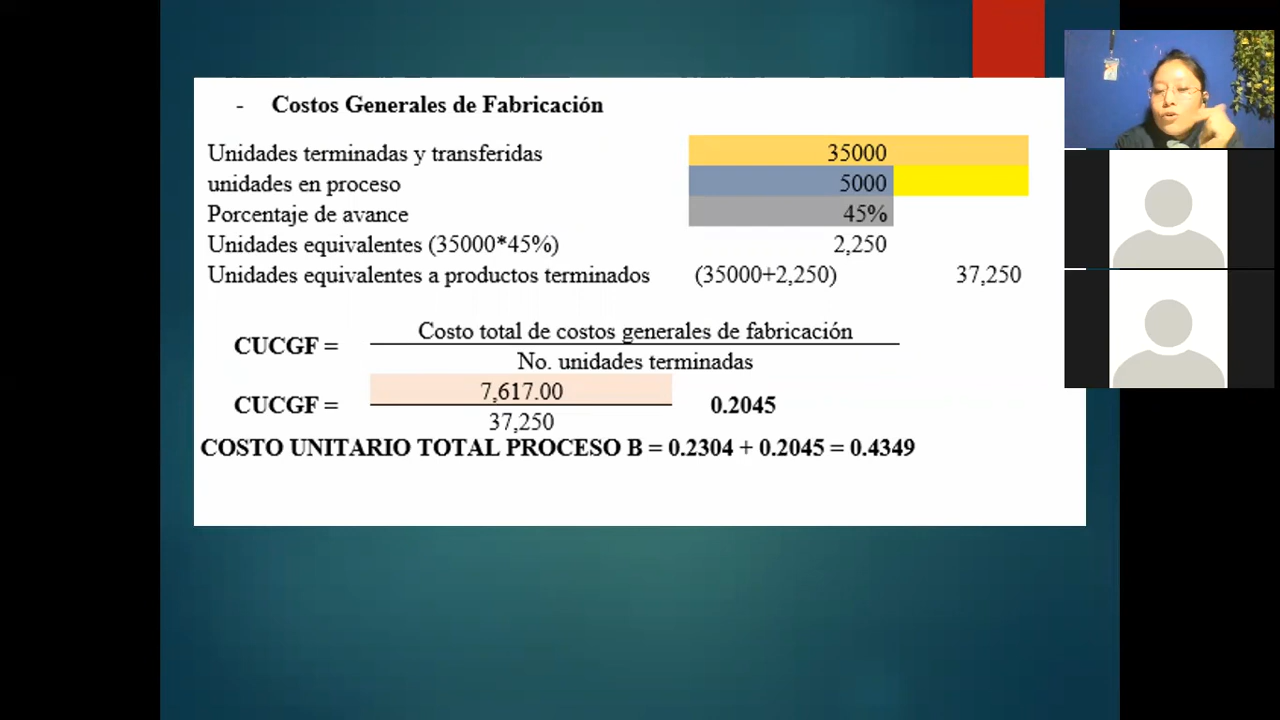 - Costos Generales de Fabricación
Unidades terminadas y transferidas 35000
unidades en proceso 5000
Porcentaje de avance 45%
Unidades equivalentes (35000*45%) 2,250
Unidades equivalentes a productos terminados (35000+2,250) 37,250
Costo total de costos generales de fabricación
CUCGF =
No. unidades terminadas
7,617.00
CUCGF = 0.2045
37,250
COSTO UNITARIO TOTAL PROCESO B = 0.2304 + 0.2045 = 0.4349